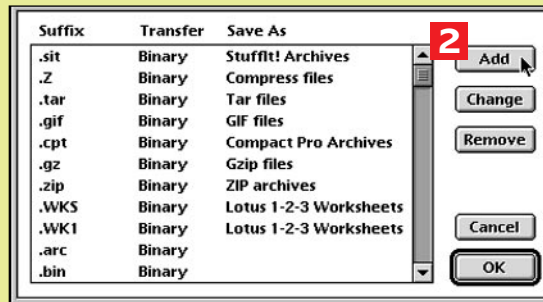 Suffix Transfer Save As
2
.sit Binary StuffIt! Archives
Add
.Z Binary Compress files
.tar Binary Tar files
Change
.gif Binary GIF files
.cpt Binary Compact Pro Archives
Remove
.gz Binary Gzip files
.zip Binary ZIP archives
.WKS Binary Lotus 1-2-3 Worksheets
.WK1 Binary Lotus 1-2-3 Worksheets
Cancel
.arc Binary
.bin Binary
OK